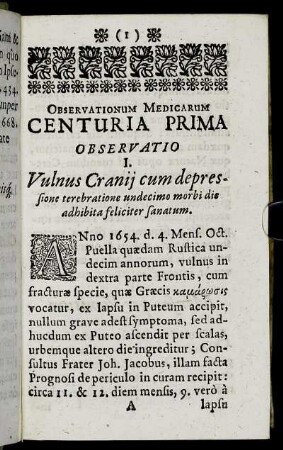 (1)
OBSERVATIONUM MEDICARUM
CENTURIA PRIMA
OBSERVATIO
I.
Vulnus Cranij cum depres-
sione terebratione undecimo morbi die
adhibita feliciter sanatum.
ANno 1654. d. 4. Mens. Oct.
Puella quædam Rustica un-
decim annorum, vulnus in
dextra parte Frontis, cum
fracturæ specie, quæ Græcis καμάρωσις
vocatur, ex lapsu in Puteum accipit,
nullum grave adest symptoma, sed ad-
hucdum ex Puteo ascendit per scalas,
urbemque altero die ingreditur; Con-
sultus Frater Joh. Jacobus, illam facta
Prognosi de periculo in curam recipit:
circa 11. & 12. diem mensis, 9. verò à
A lapsu